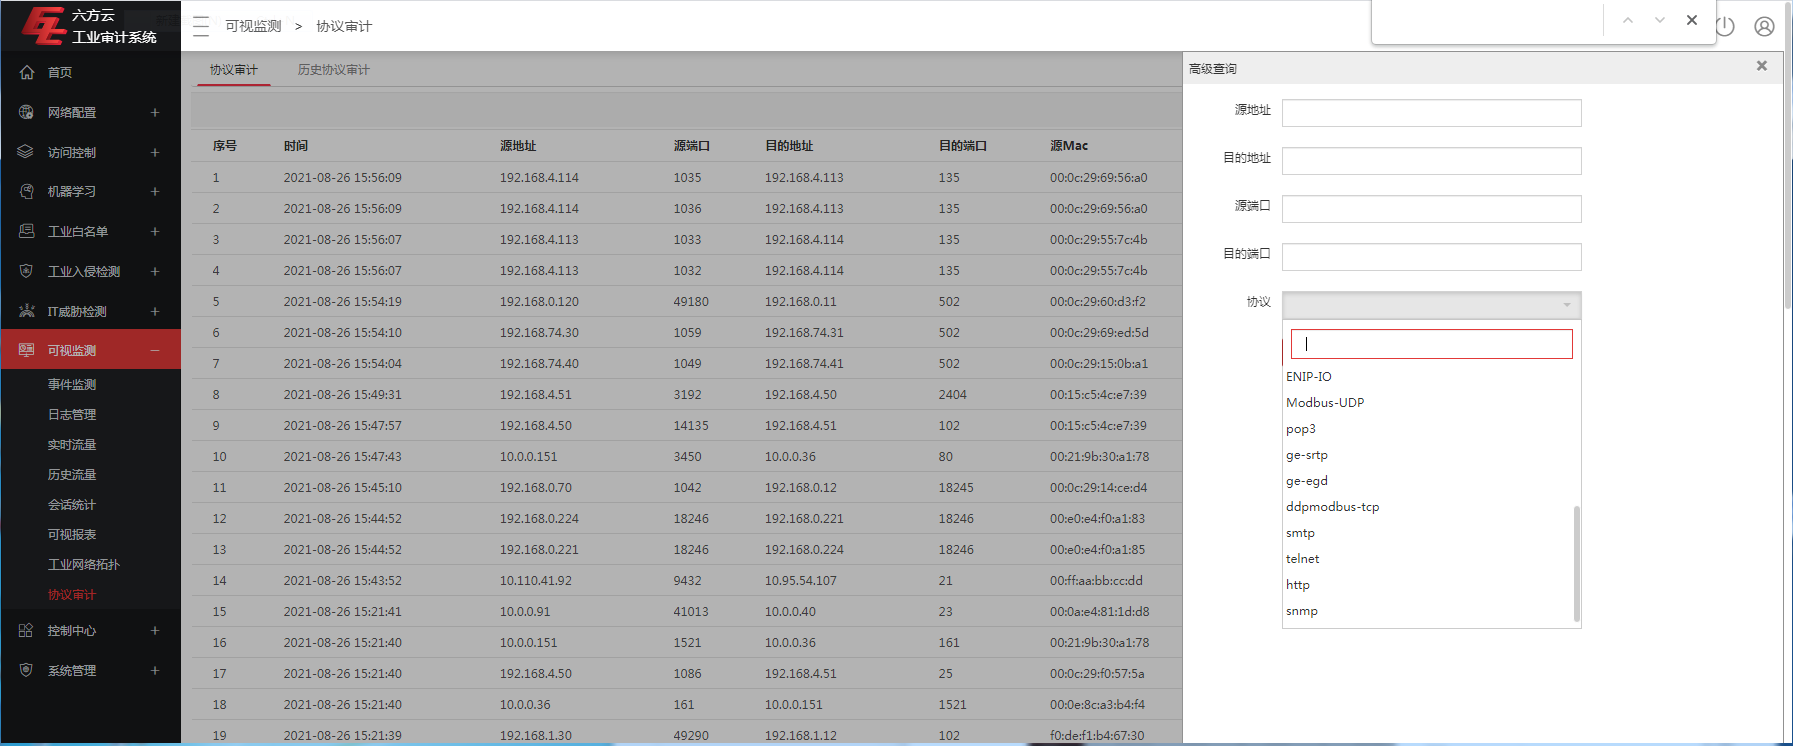 六方云
工业审计系统
可视监测 > 协议审计
首页
网络配置
访问控制
机器学习
工业白名单
工业入侵检测
IT威胁检测
可视监测
事件监测
日志管理
实时流量
历史流量
会话统计
可视报表
工业网络拓扑
协议审计
控制中心
系统管理
协议审计 历史协议审计
序号 时间 源地址 源端口 目的地址 目的端口 源Mac
1 2021-08-26 15:56:09 192.168.4.114 1035 192.168.4.113 135 00:0c:29:69:56:a0
2 2021-08-26 15:56:09 192.168.4.114 1036 192.168.4.113 135 00:0c:29:69:56:a0
3 2021-08-26 15:56:07 192.168.4.113 1033 192.168.4.114 135 00:0c:29:55:7c:4b
4 2021-08-26 15:56:07 192.168.4.113 1032 192.168.4.114 135 00:0c:29:55:7c:4b
5 2021-08-26 15:54:19 192.168.0.120 49180 192.168.0.11 502 00:0c:29:60:d3:f2
6 2021-08-26 15:54:10 192.168.74.30 1059 192.168.74.31 502 00:0c:29:69:ed:5d
7 2021-08-26 15:54:04 192.168.74.40 1049 192.168.74.41 502 00:0c:29:15:0b:a1
8 2021-08-26 15:49:31 192.168.4.51 3192 192.168.4.50 2404 00:15:c5:4c:e7:39
9 2021-08-26 15:47:57 192.168.4.50 14135 192.168.4.51 102 00:15:c5:4c:e7:39
10 2021-08-26 15:47:43 10.0.0.151 3450 10.0.0.36 80 00:21:9b:30:a1:78
11 2021-08-26 15:45:10 192.168.0.70 1042 192.168.0.12 18245 00:0c:29:14:ce:d4
12 2021-08-26 15:44:52 192.168.0.224 18246 192.168.0.221 18246 00:e0:e4:f0:a1:83
13 2021-08-26 15:44:52 192.168.0.221 18246 192.168.0.224 18246 00:e0:e4:f0:a1:85
14 2021-08-26 15:43:52 10.110.41.92 9432 10.95.54.107 21 00:ff:aa:bb:cc:dd
15 2021-08-26 15:21:41 10.0.0.91 41013 10.0.0.40 23 00:0a:e4:81:1d:d8
16 2021-08-26 15:21:40 10.0.0.151 1521 10.0.0.36 161 00:21:9b:30:a1:78
17 2021-08-26 15:21:40 192.168.4.50 1086 192.168.4.51 25 00:0c:29:f0:57:5a
18 2021-08-26 15:21:40 10.0.0.36 161 10.0.0.151 1521 00:0e:8c:a3:b4:f4
19 2021-08-26 15:21:39 192.168.1.30 49290 192.168.1.12 102 f0:de:f1:b4:67:30
高级查询
源地址
目的地址
源端口
目的端口
协议
ENIP-IO
Modbus-UDP
pop3
ge-srtp
ge-egd
ddpmodbus-tcp
smtp
telnet
http
snmp